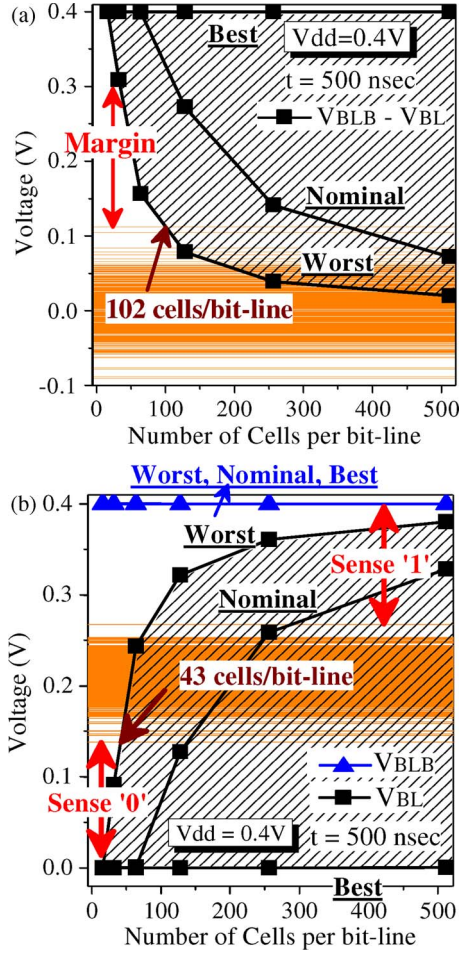 (a)
0.4
0.3
0.2
0.1
0.0
-0.1
Voltage (V)
Best
Vdd=0.4V
t = 500 nsec
VBLB - VBL
Margin
Nominal
Worst
102 cells/bit-line
0 100 200 300 400 500
Number of Cells per bit-line
Worst, Nominal, Best
(b)
0.4
0.3
0.2
0.1
0.0
Voltage (V)
Worst
Sense '1'
Nominal
43 cells/bit-line
Sense '0'
VBLB
VBL
Vdd = 0.4V
t = 500 nsec
Best
0 100 200 300 400 500
Number of Cells per bit-line